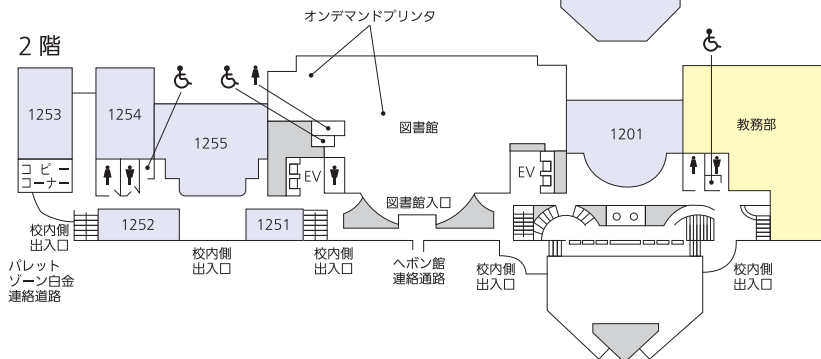 オンデマンドプリンタ
2階
1253
1254
1255
図書館
1201
教務部
コピー
コーナー
EV
EV
図書館入口
1252
1251
校内側
出入口
校内側
出入口
校内側
出入口
ヘボン館
連絡通路
校内側
出入口
校内側
出入口
パレット
ゾーン白金
連絡道路